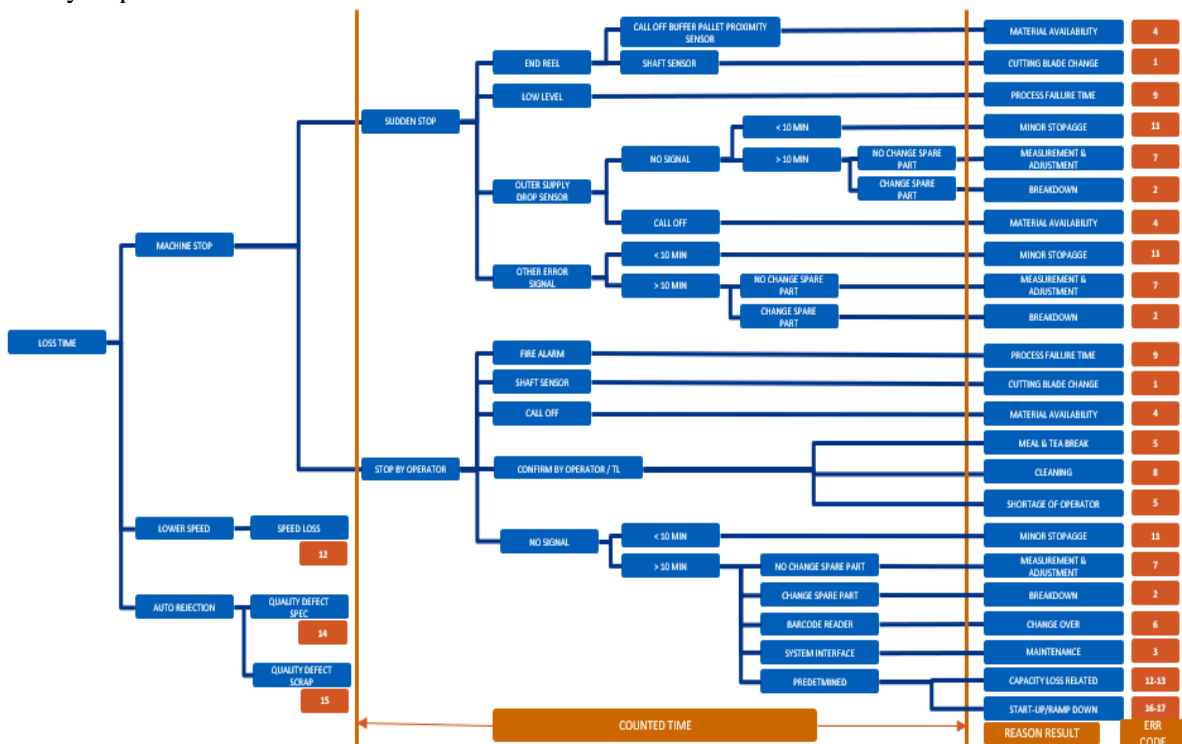 CALL OFF BUFFER PALLET PROXIMITY
SENSOR
MATERIAL AVAILABILITY
4
END REEL
SHAFT SENSOR
CUTTING BLADE CHANGE
1
LOW LEVEL
PROCESS FAILURE TIME
9
SUDDEN STOP
< 10 MIN
MINOR STOPAGGE
11
NO SIGNAL
> 10 MIN
NO CHANGE SPARE
PART
MEASUREMENT &
ADJUSTMENT
7
OUTER SUPPLY
DROP SENSOR
CHANGE SPARE
PART
BREAKDOWN
2
CALL OFF
MATERIAL AVAILABILITY
4
MACHINE STOP
< 10 MIN
MINOR STOPAGGE
11
OTHER ERROR
SIGNAL
> 10 MIN
NO CHANGE SPARE
PART
MEASUREMENT &
ADJUSTMENT
7
CHANGE SPARE
PART
BREAKDOWN
2
LOSS TIME
FIRE ALARM
PROCESS FAILURE TIME
9
SHAFT SENSOR
CUTTING BLADE CHANGE
1
CALL OFF
MATERIAL AVAILABILITY
4
MEAL & TEA BREAK
5
STOP BY OPERATOR
CONFIRM BY OPERATOR / TL
CLEANING
8
SHORTAGE OF OPERATOR
5
LOWER SPEED
SPEED LOSS
12
NO SIGNAL
< 10 MIN
MINOR STOPAGGE
11
> 10 MIN
NO CHANGE SPARE PART
MEASUREMENT &
ADJUSTMENT
7
CHANGE SPARE PART
BREAKDOWN
2
AUTO REJECTION
QUALITY DEFECT
SPEC
14
BARCODE READER
CHANGE OVER
6
SYSTEM INTERFACE
MAINTENANCE
3
QUALITY DEFECT
SCRAP
15
PREDETMINED
CAPACITY LOSS RELATED
12-13
START-UP/RAMP DOWN
16-17
COUNTED TIME
REASON RESULT
ERR
CODE